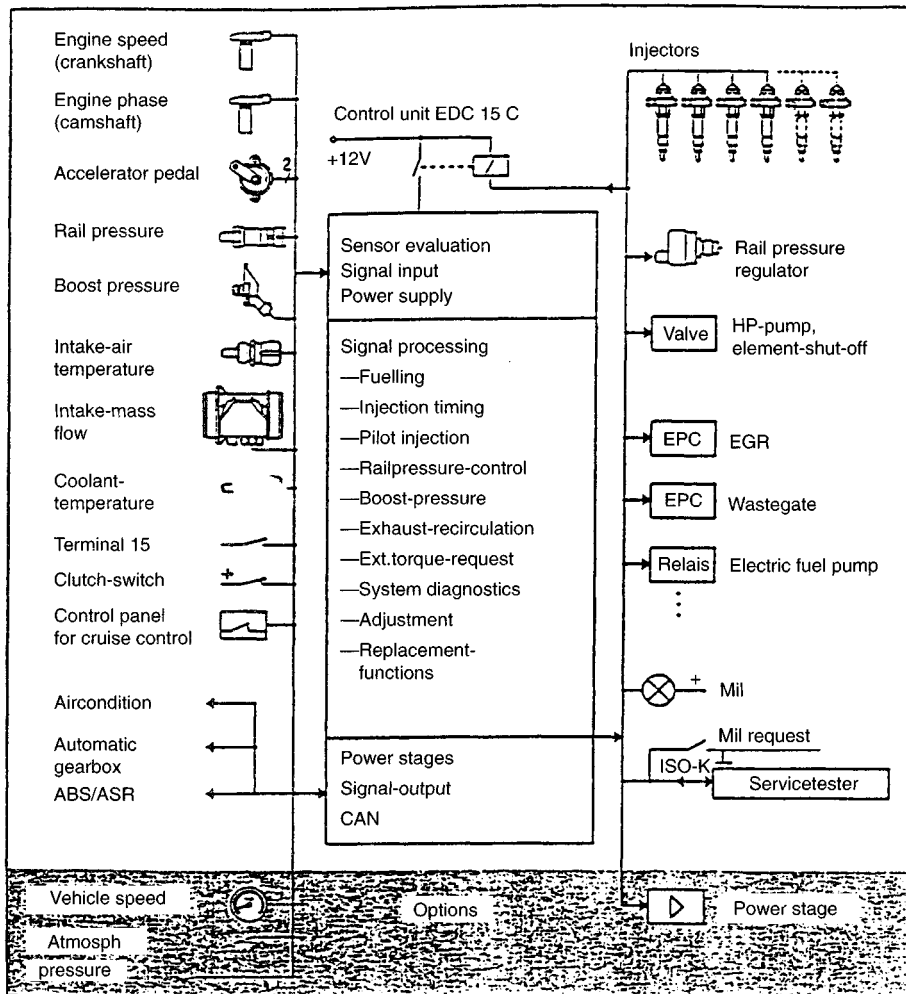 Engine speed
(crankshaft)
Engine phase
(camshaft)
Accelerator pedal
2
Rail pressure
Boost pressure
Intake-air
temperature
Intake-mass
flow
Coolant-
temperature
Terminal 15
Clutch-switch
+
Control panel
for cruise control
Aircondition
Automatic
gearbox
ABS/ASR
Vehicle speed
Atmosph
pressure
Control unit EDC 15 C
+12V
Sensor evaluation
Signal input
Power supply
Signal processing
—Fuelling
—Injection timing
—Pilot injection
—Railpressure-control
—Boost-pressure
—Exhaust-recirculation
—Ext.torque-request
—System diagnostics
—Adjustment
—Replacement-
functions
Power stages
Signal-output
CAN
Options
Injectors
Rail pressure
regulator
Valve HP-pump,
element-shut-off
EPC EGR
EPC Wastegate
Relais Electric fuel pump
+ Mil
Mil request
ISO-K
Servicetester
Power stage